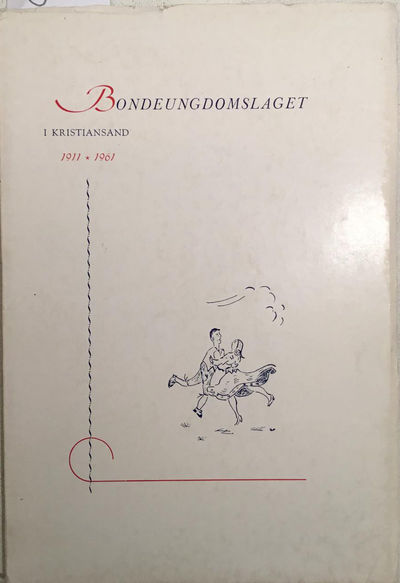 BONDEUNGDOMSLAGET
I KRISTIANSAND
1911 ★ 1961